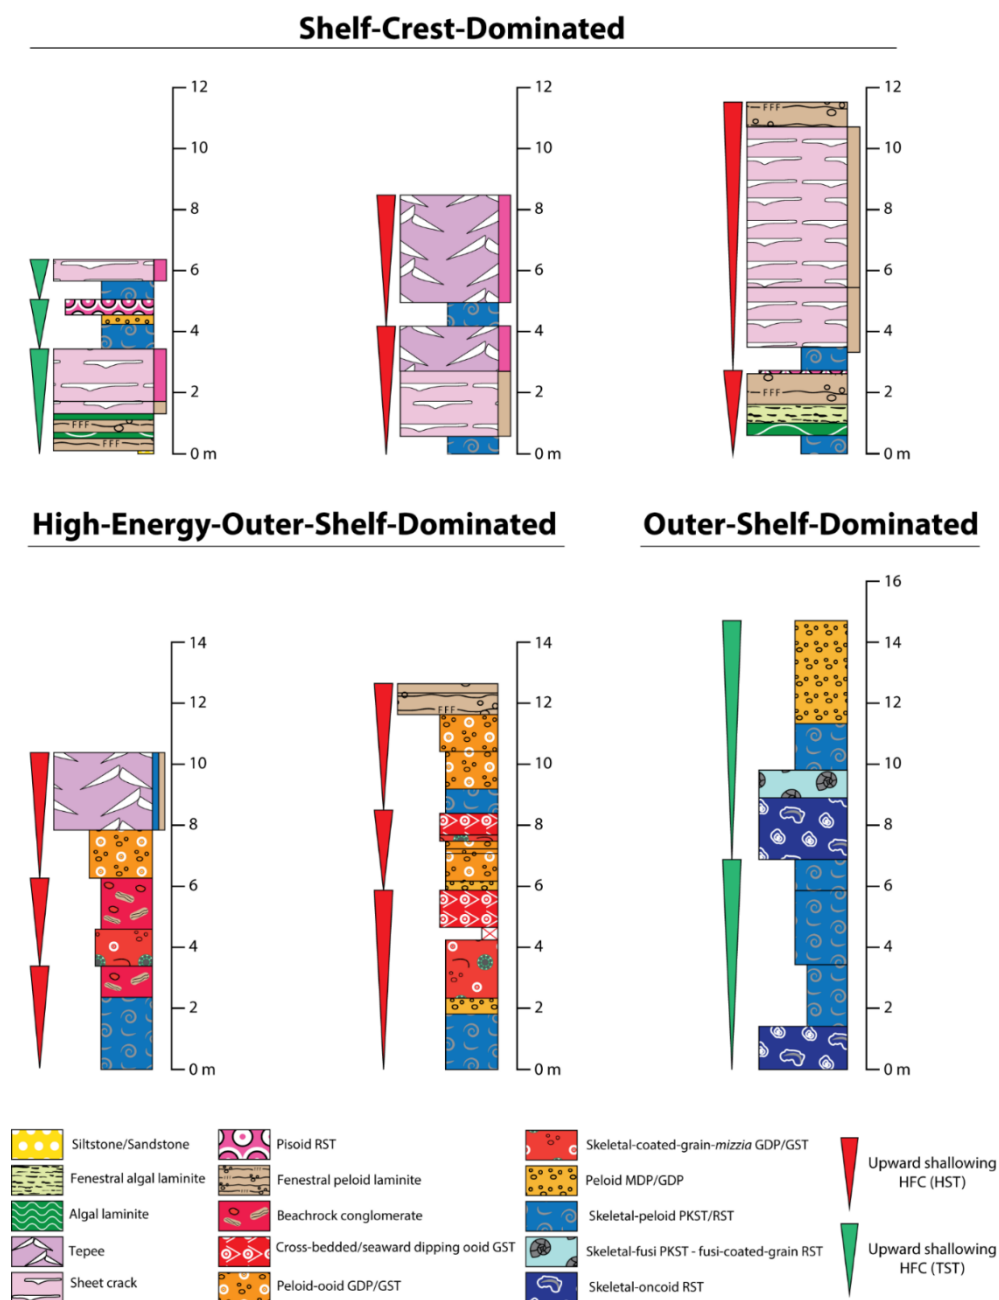 Shelf-Crest-Dominated
12
10
8
6
4
2
0 m
FFF
FFF
12
10
8
6
4
2
0 m
12
10
8
6
4
2
0 m
FFF
High-Energy-Outer-Shelf-Dominated
14
12
10
8
6
4
2
0 m
14
12
10
8
6
4
2
0 m
FFF
Outer-Shelf-Dominated
16
14
12
10
8
6
4
2
0 m
Siltstone/Sandstone
Fenestral algal laminite
Algal laminite
Tepee
Sheet crack
Pisoid RST
Fenestral peloid laminite
Beachrock conglomerate
Cross-bedded/seaward dipping ooid GST
Peloid-ooid GDP/GST
Skeletal-coated-grain-mizzia GDP/GST
Peloid MDP/GDP
Skeletal-peloid PKST/RST
Skeletal-fusi PKST - fusi-coated-grain RST
Skeletal-oncoid RST
Upward shallowing
HFC (HST)
Upward shallowing
HFC (TST)